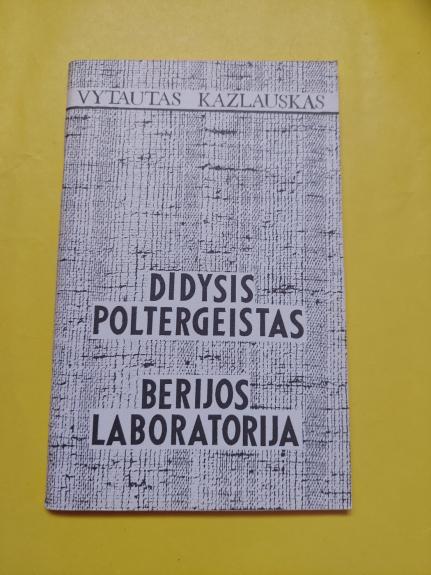 VYTAUTAS KAZLAUSKAS
DIDYSIS
POLTERGEISTAS
BERIJOS
LABORATORIJA